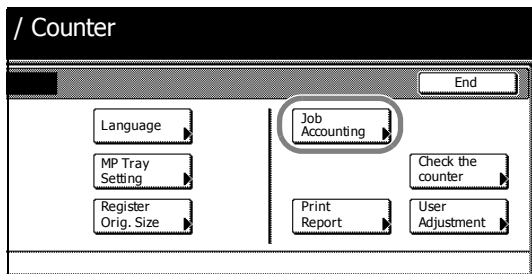 / Counter
End
Language
Job
Accounting
MP Tray
Setting
Check the
counter
Register
Orig. Size
Print
Report
User
Adjustment